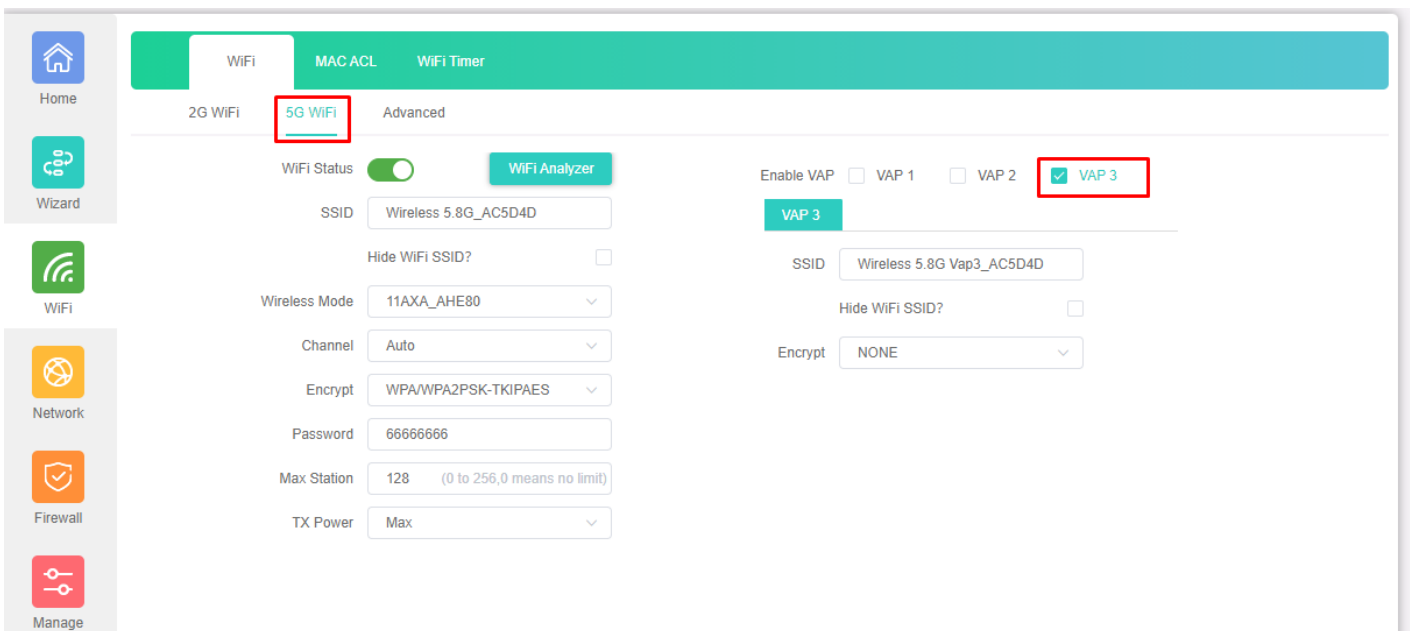 Home
Wizard
WiFi
Network
Firewall
Manage
WiFi MAC ACL WiFi Timer
2G WiFi 5G WiFi Advanced
WiFi Status WiFi Analyzer
SSID Wireless 5.8G_AC5D4D
Hide WiFi SSID?
Wireless Mode 11AXA_AHE80
Channel Auto
Encrypt WPA/WPA2PSK-TKIPAES
Password 66666666
Max Station 128 (0 to 256,0 means no limit)
TX Power Max
Enable VAP VAP 1 VAP 2 VAP 3
VAP 3
SSID Wireless 5.8G Vap3_AC5D4D
Hide WiFi SSID?
Encrypt NONE